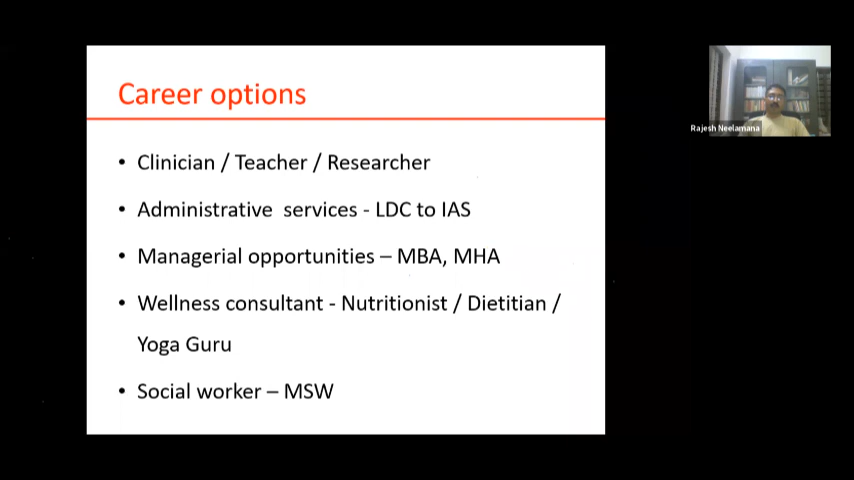 Career options
• Clinician / Teacher / Researcher
• Administrative services - LDC to IAS
• Managerial opportunities – MBA, MHA
• Wellness consultant - Nutritionist / Dietitian /
Yoga Guru
• Social worker – MSW
Rajesh Neelamana